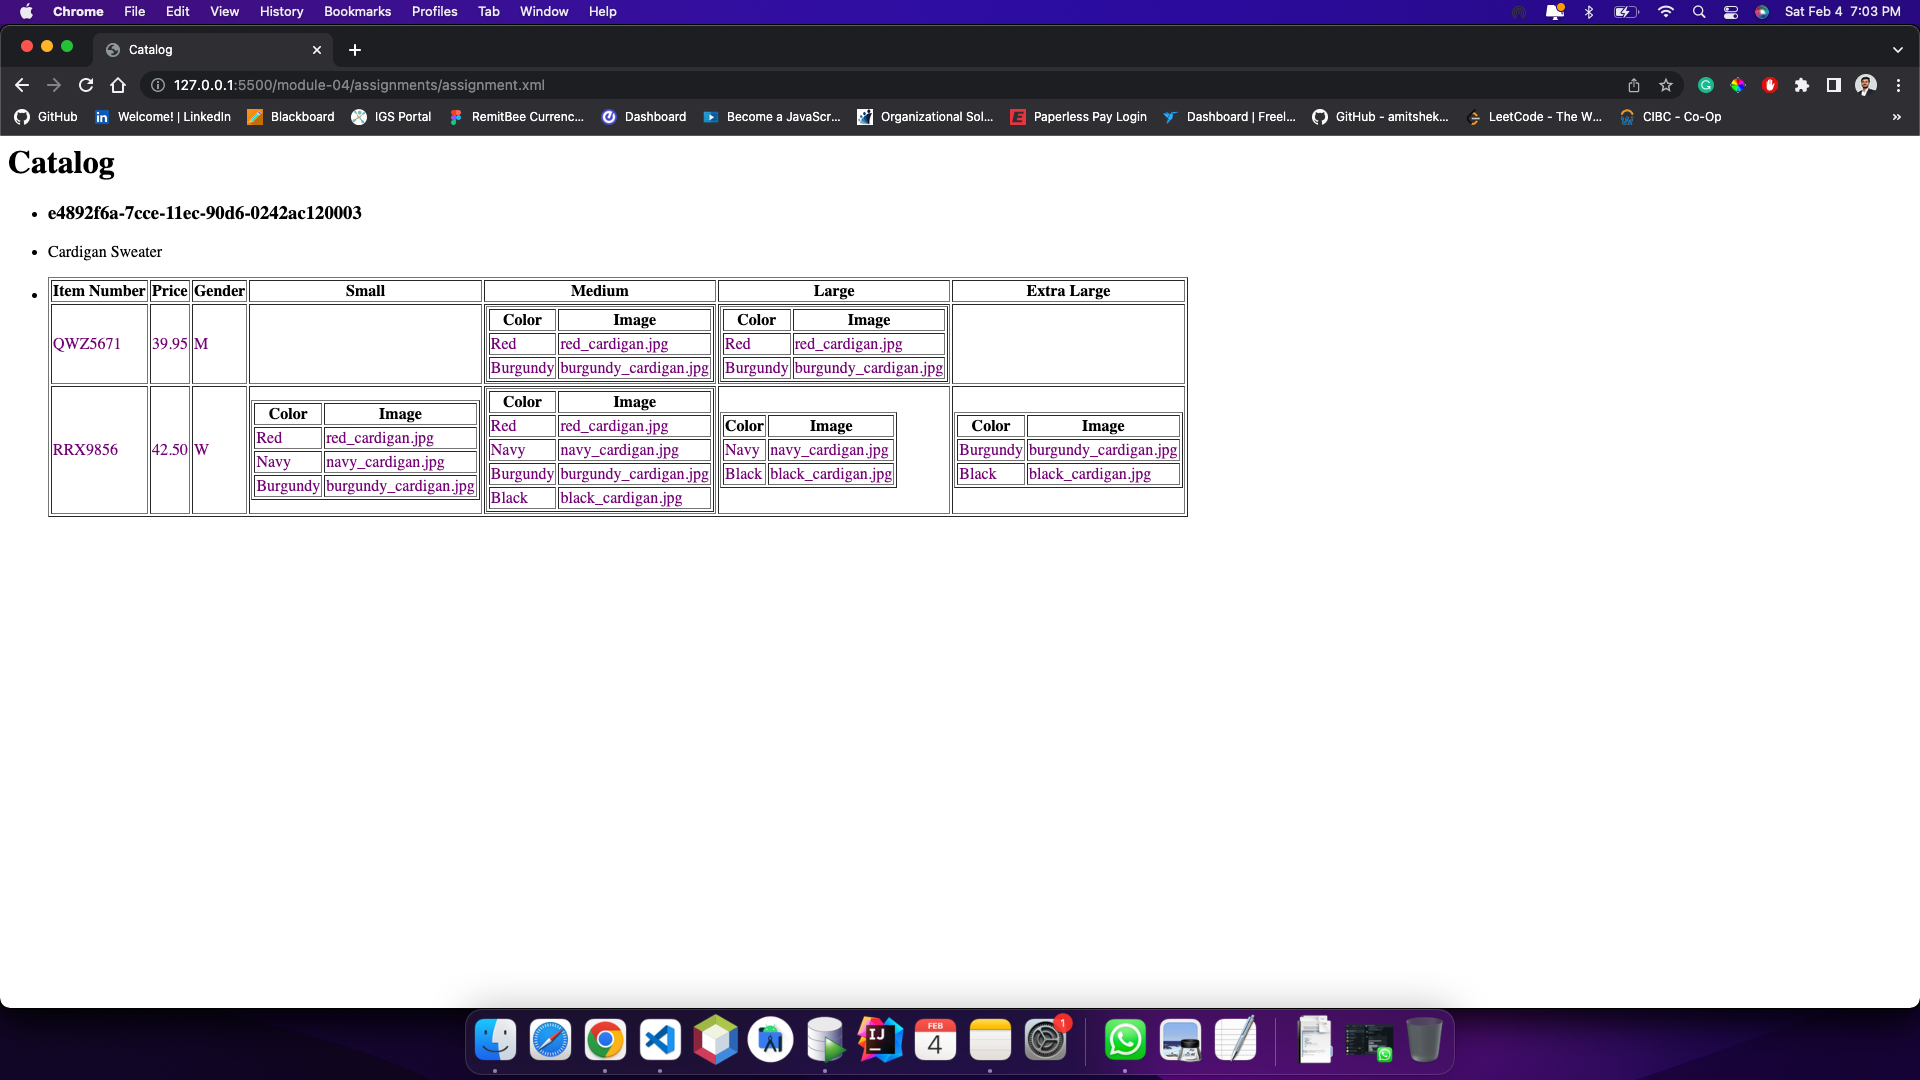 Chrome File Edit View History Bookmarks Profiles Tab Window Help Sat Feb 4 7:03 PM
Catalog
127.0.0.1:5500/module-04/assignments/assignment.xml
GitHub Welcome! | LinkedIn Blackboard IGS Portal RemitBee Currenc... Dashboard Become a JavaScr... Organizational Sol... Paperless Pay Login Dashboard | Freel... GitHub - amitshek... LeetCode - The W... CIBC - Co-Op »
Catalog
• e4892f6a-7cce-11ec-90d6-0242ac120003
• Cardigan Sweater
• Item Number Price Gender Small Medium Large Extra Large
Color Image Color Image
QWZ5671 39.95 M Red red_cardigan.jpg Red red_cardigan.jpg
Burgundy burgundy_cardigan.jpg Burgundy burgundy_cardigan.jpg
Color Image
Color Image
Red red_cardigan.jpg Color Image Color Image
Red red_cardigan.jpg
RRX9856 42.50 W Navy navy_cardigan.jpg Navy navy_cardigan.jpg Burgundy burgundy_cardigan.jpg
Navy navy_cardigan.jpg
Burgundy burgundy_cardigan.jpg Black black_cardigan.jpg Black black_cardigan.jpg
Burgundy burgundy_cardigan.jpg
Black black_cardigan.jpg
FEB
4
IJ
1